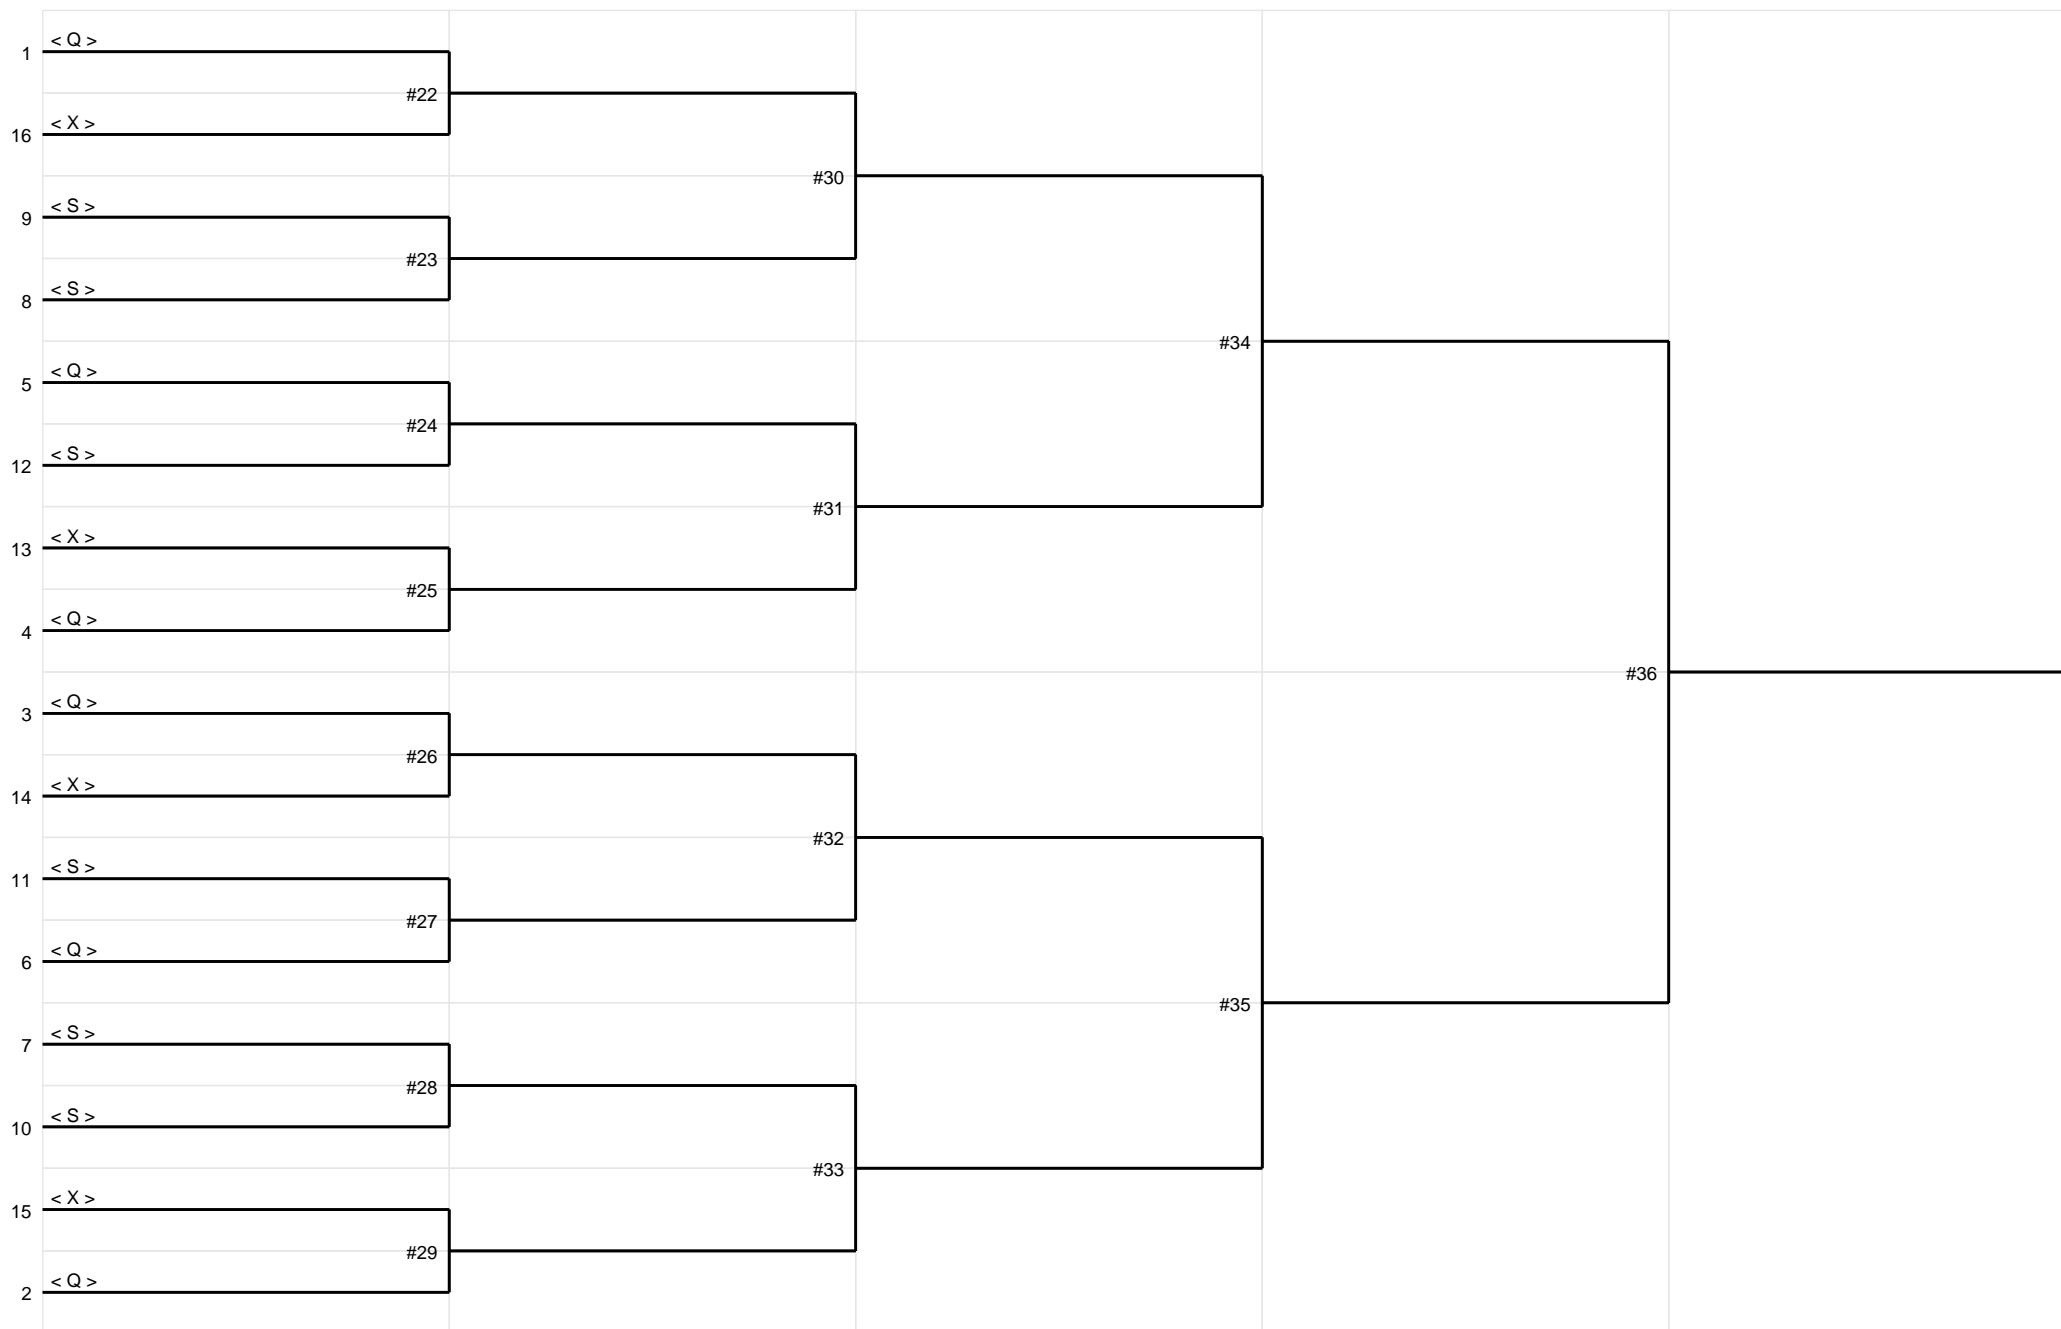 < Q >
1
#22
< X >
16
#30
< S >
9
#23
< S >
8
#34
< Q >
5
#24
< S >
12
#31
< X >
13
#25
< Q >
4
#36
< Q >
3
#26
< X >
14
#32
< S >
11
#27
< Q >
6
#35
< S >
7
#28
< S >
10
#33
< X >
15
#29
< Q >
2